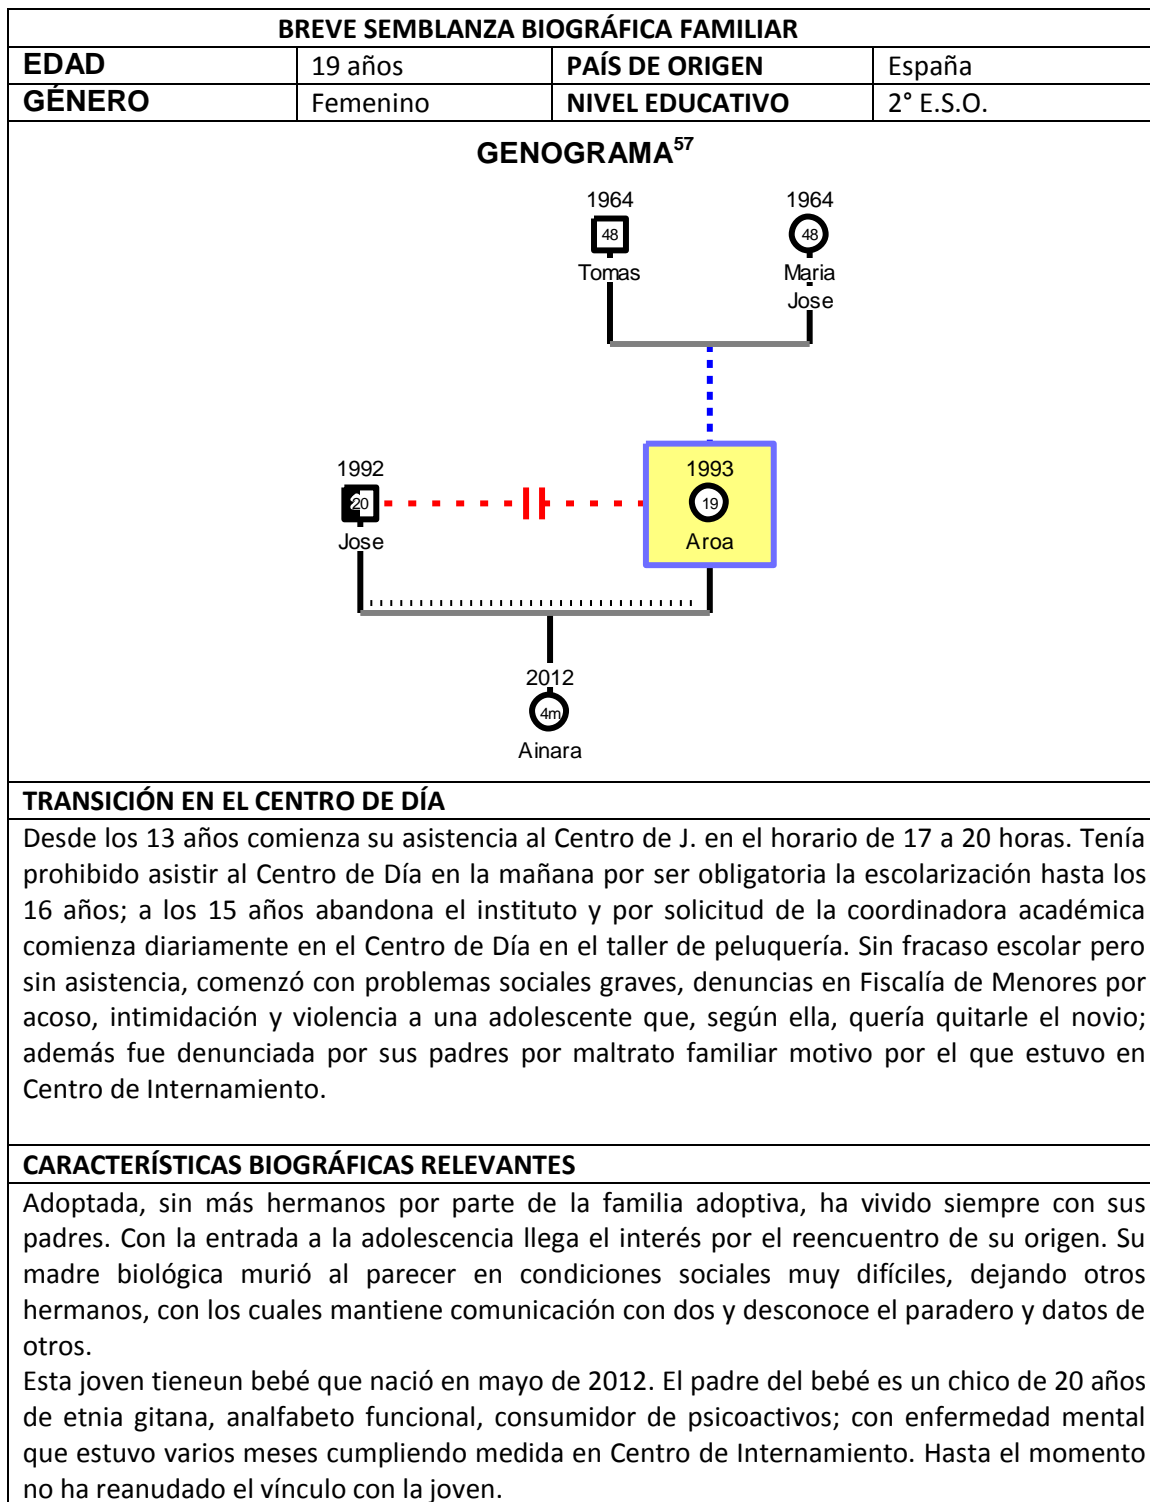 BREVE SEMBLANZA BIOGRÁFICA FAMILIAR
EDAD 19 años PAÍS DE ORIGEN España
GÉNERO Femenino NIVEL EDUCATIVO 2° E.S.O.
GENOGRAMA57
1964 1964
48 48
Tomas Maria
Jose
1992 1993
20 19
Jose Aroa
2012
4m
Ainara
TRANSICIÓN EN EL CENTRO DE DÍA
Desde los 13 años comienza su asistencia al Centro de J. en el horario de 17 a 20 horas. Tenía
prohibido asistir al Centro de Día en la mañana por ser obligatoria la escolarización hasta los
16 años; a los 15 años abandona el instituto y por solicitud de la coordinadora académica
comienza diariamente en el Centro de Día en el taller de peluquería. Sin fracaso escolar pero
sin asistencia, comenzó con problemas sociales graves, denuncias en Fiscalía de Menores por
acoso, intimidación y violencia a una adolescente que, según ella, quería quitarle el novio;
además fue denunciada por sus padres por maltrato familiar motivo por el que estuvo en
Centro de Internamiento.
CARACTERÍSTICAS BIOGRÁFICAS RELEVANTES
Adoptada, sin más hermanos por parte de la familia adoptiva, ha vivido siempre con sus
padres. Con la entrada a la adolescencia llega el interés por el reencuentro de su origen. Su
madre biológica murió al parecer en condiciones sociales muy difíciles, dejando otros
hermanos, con los cuales mantiene comunicación con dos y desconoce el paradero y datos de
otros.
Esta joven tieneun bebé que nació en mayo de 2012. El padre del bebé es un chico de 20 años
de etnia gitana, analfabeto funcional, consumidor de psicoactivos; con enfermedad mental
que estuvo varios meses cumpliendo medida en Centro de Internamiento. Hasta el momento
no ha reanudado el vínculo con la joven.